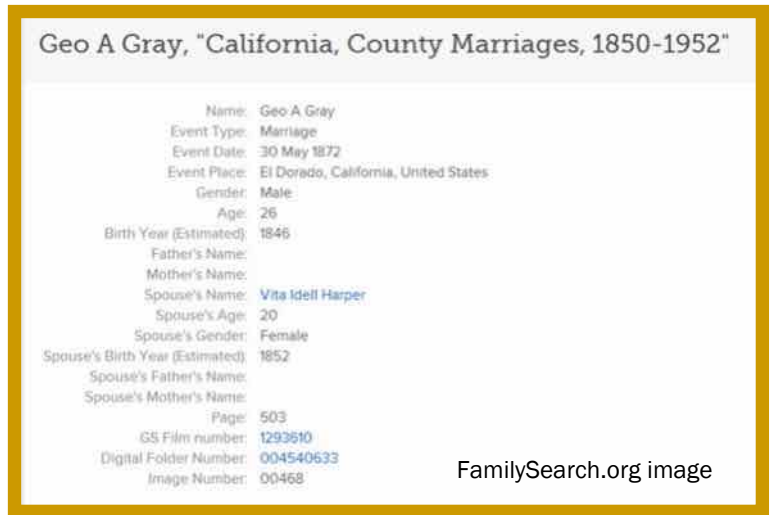 Geo A Gray, "California, County Marriages, 1850-1952"
Name: Geo A Gray
Event Type: Marriage
Event Date: 30 May 1872
Event Place: El Dorado, California, United States
Gender: Male
Age: 26
Birth Year (Estimated): 1846
Father's Name:
Mother's Name:
Spouse's Name: Vita Idell Harper
Spouse's Age: 20
Spouse's Gender: Female
Spouse's Birth Year (Estimated): 1852
Spouse's Father's Name:
Spouse's Mother's Name:
Page: 503
GS Film number: 1293610
Digital Folder Number: 004540633
Image Number: 00468
FamilySearch.org image